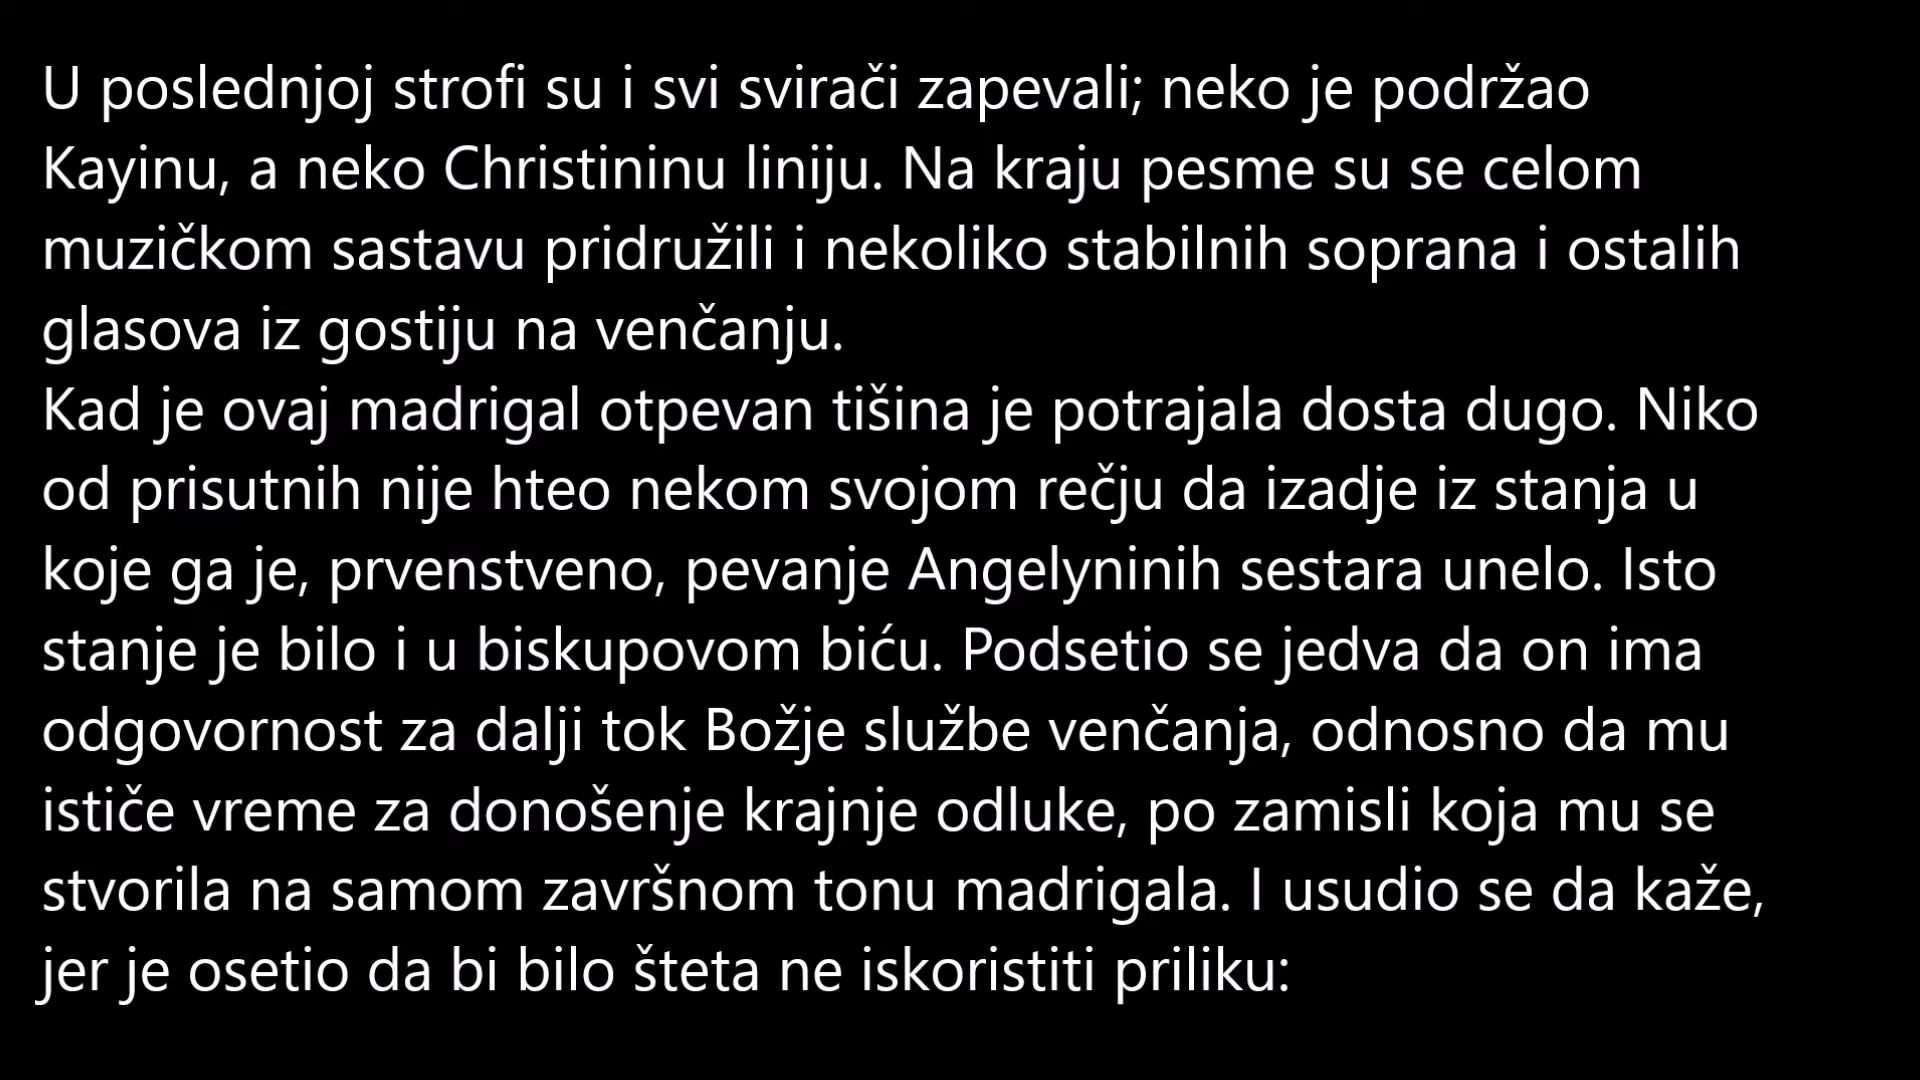 U poslednjoj strofi su i svi svirači zapevali; neko je podržao
Kayinu, a neko Christininu liniju. Na kraju pesme su se celom
muzičkom sastavu pridružili i nekoliko stabilnih soprana i ostalih
glasova iz gostiju na venčanju.
Kad je ovaj madrigal otpevan tišina je potrajala dosta dugo. Niko
od prisutnih nije hteo nekom svojom rečju da izadje iz stanja u
koje ga je, prvenstveno, pevanje Angelyninih sestara unelo. Isto
stanje je bilo i u biskupovom biću. Podsetio se jedva da on ima
odgovornost za dalji tok Božje službe venčanja, odnosno da mu
ističe vreme za donošenje krajnje odluke, po zamisli koja mu se
stvorila na samom završnom tonu madrigala. I usudio se da kaže,
jer je osetio da bi bilo šteta ne iskoristiti priliku: